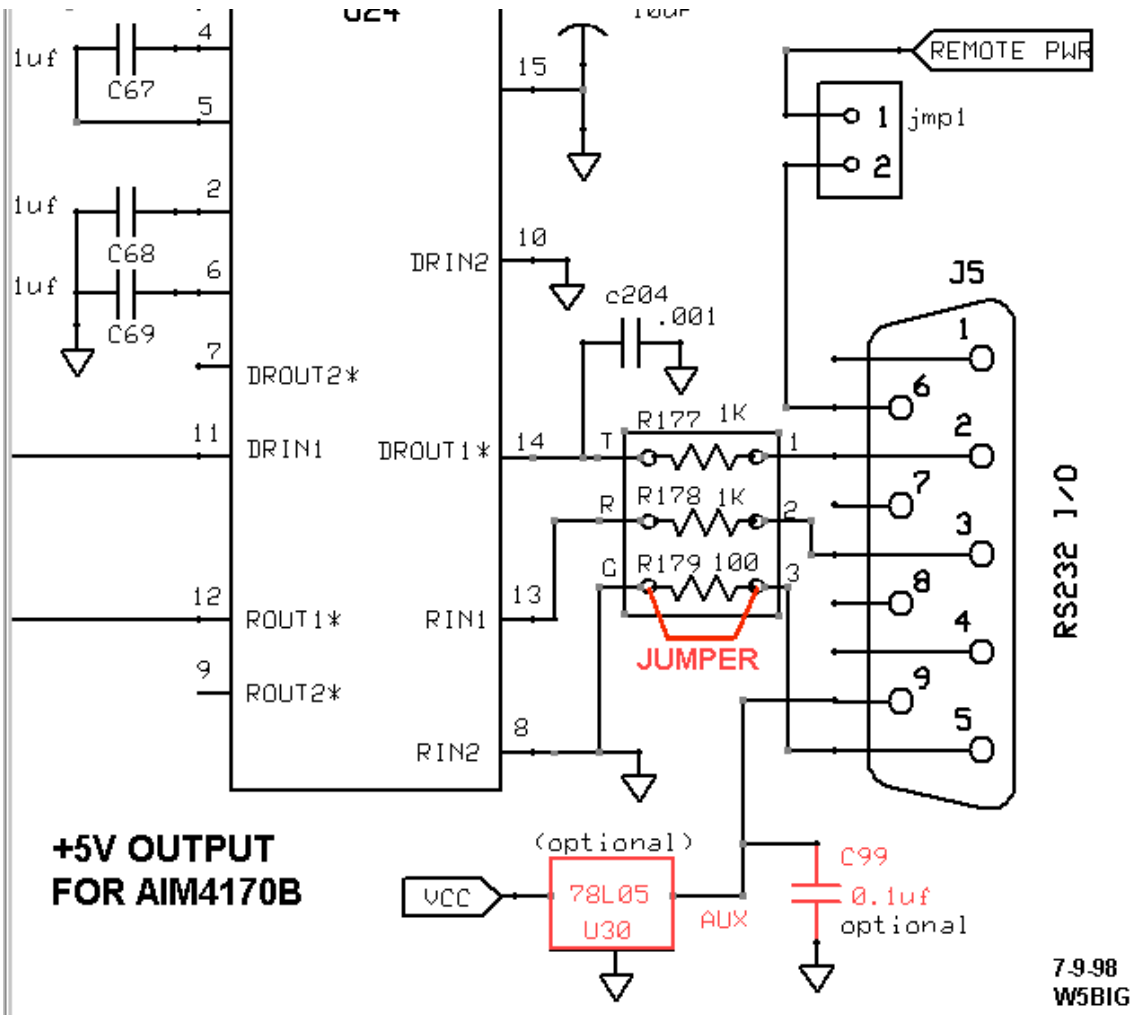 U24
10uF
4
1uf
C67
5
15
REMOTE PWR
1
jmp1
2
2
1uf
C68
6
1uf
C69
10
DRIN2
J5
c204
.001
1
7
DROUT2*
6
R177 1K
2
11
DRIN1
DROUT1*
14
T
1
R178 1K
7
R
2
3
G
R179 100
3
8
RS232 I/O
12
ROUT1*
13
RIN1
JUMPER
4
9
ROUT2*
9
5
8
RIN2
+5V OUTPUT
FOR AIM4170B
(optional)
VCC
78L05
U30
AUX
C99
0.1uf
optional
7-9-98
W5BIG